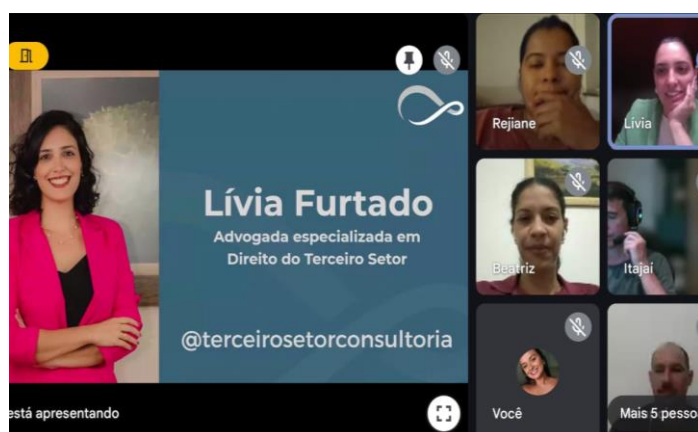 Lívia Furtado
Advogada especializada em
Direito do Terceiro Setor
@terceirosetorconsultoria
está apresentando
Rejiane
Lívia
Beatriz
Itajaí
Você
Mais 5 pesso